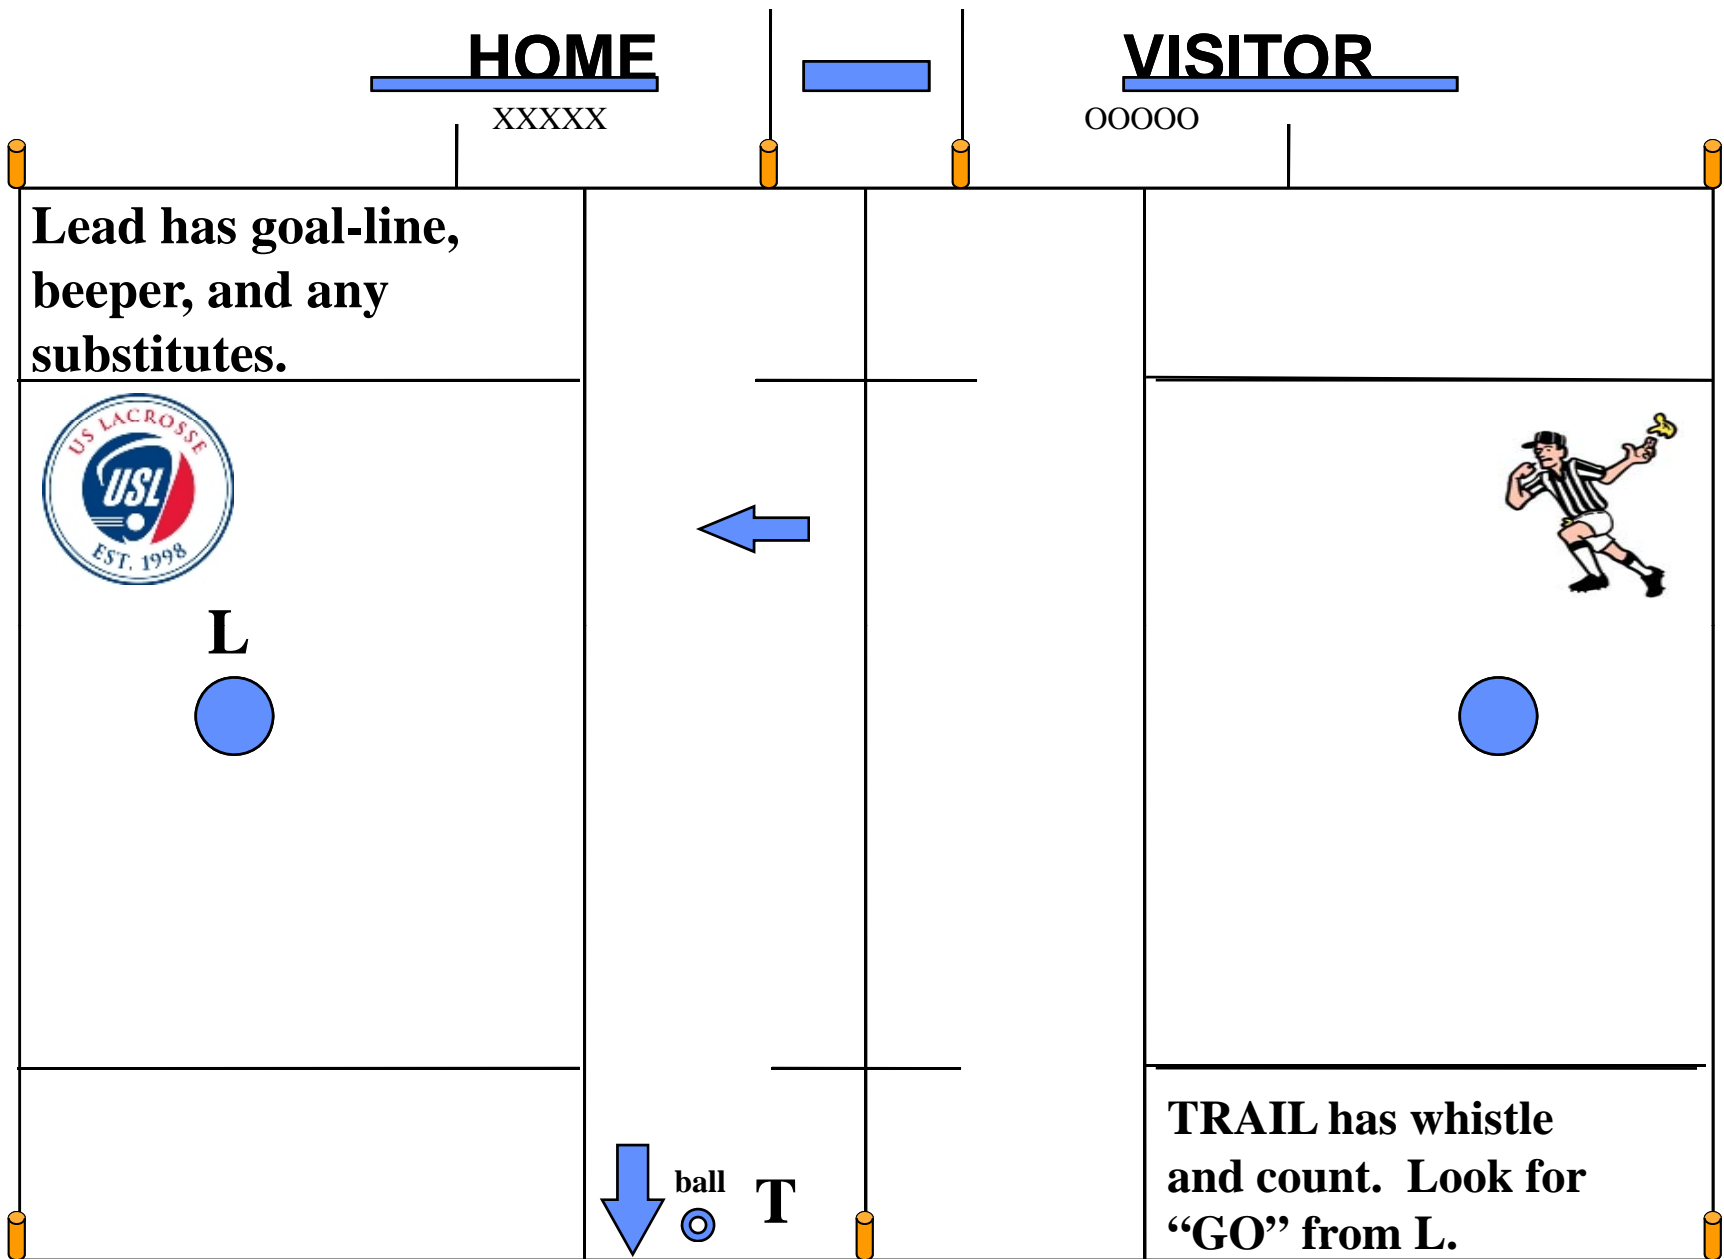 HOME
VISITOR
XXXXX
OOOOO
Lead has goal-line,
beeper, and any
substitutes.
US LACROSSE
USL
EST. 1998
L
ball
T
TRAIL has whistle
and count.  Look for
“GO” from L.